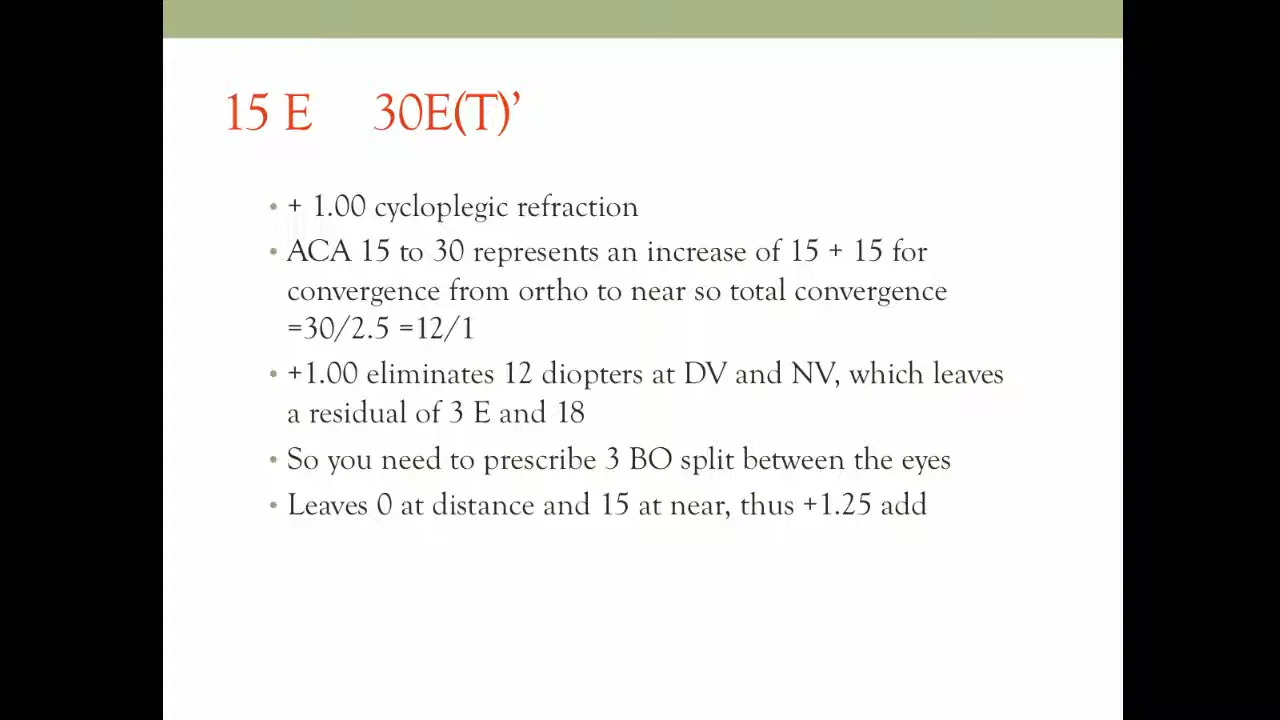 15 E 30E(T)’
• + 1.00 cycloplegic refraction
• ACA 15 to 30 represents an increase of 15 + 15 for
convergence from ortho to near so total convergence
=30/2.5 =12/1
• +1.00 eliminates 12 diopters at DV and NV, which leaves
a residual of 3 E and 18
• So you need to prescribe 3 BO split between the eyes
• Leaves 0 at distance and 15 at near, thus +1.25 add